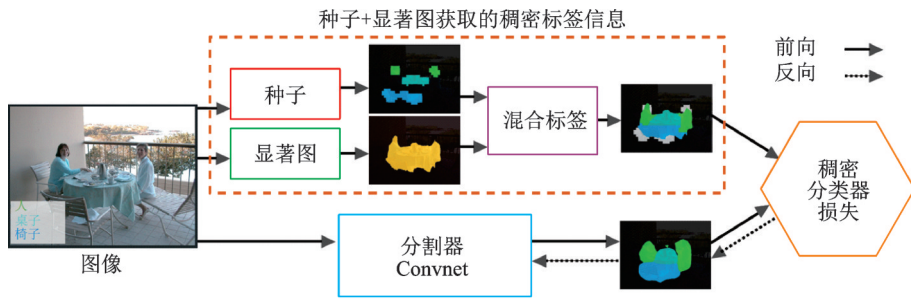 种子+显著图获取的稠密标签信息
前向
反向
种子
显著图
混合标签
人
桌子
椅子
图像
分割器
Convnet
稠密
分类器
损失